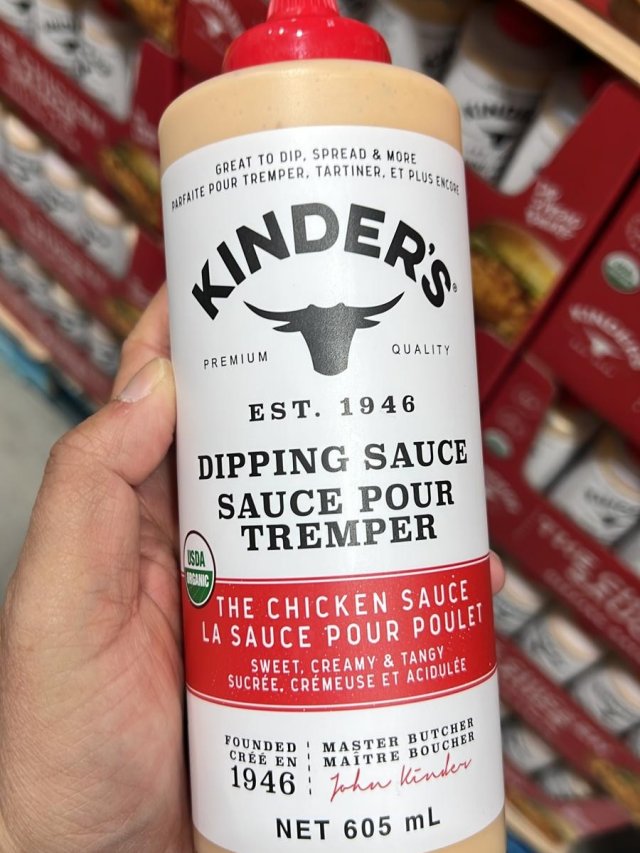 GREAT TO DIP, SPREAD & MORE
PARFAITE POUR TREMPER, TARTINER, ET PLUS ENCORE
KINDER'S®
PREMIUM QUALITY
EST. 1946
DIPPING SAUCE
SAUCE POUR
TREMPER
USDA
ORGANIC
THE CHICKEN SAUCE
LA SAUCE POUR POULET
SWEET, CREAMY & TANGY
SUCRÉE, CRÉMEUSE ET ACIDULÉE
FOUNDED
CRÉÉ EN
1946
MASTER BUTCHER
MAÎTRE BOUCHER
John Kinder
NET 605 mL
KINDER